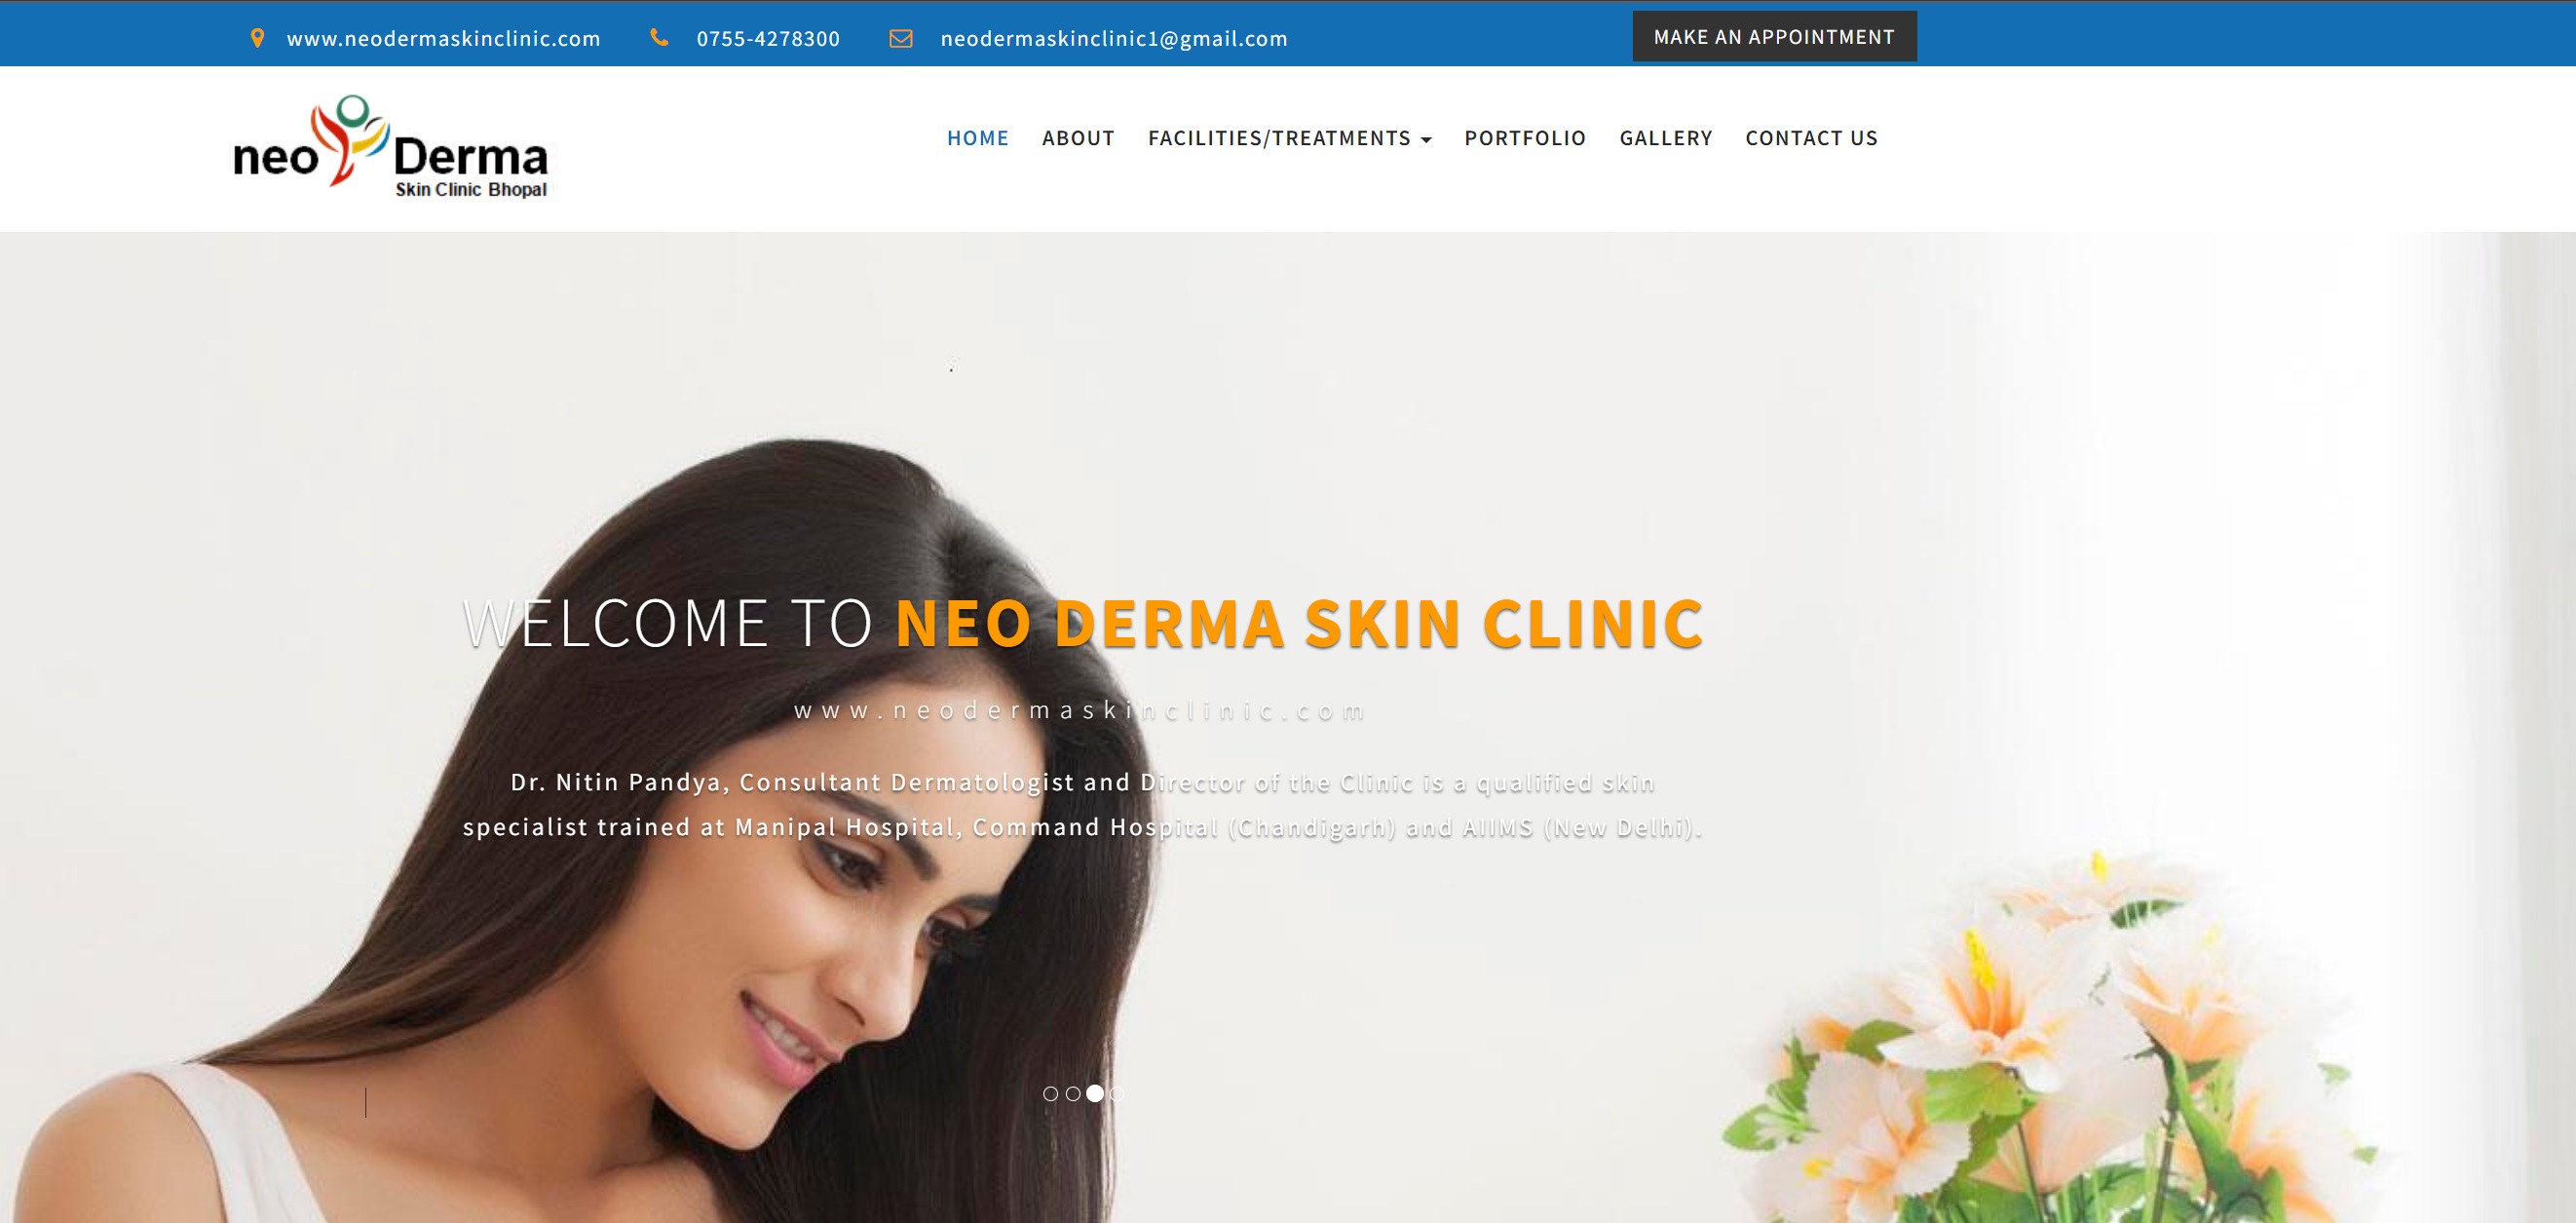 www.neodermaskinclinic.com 0755-4278300 neodermaskinclinic1@gmail.com MAKE AN APPOINTMENT
neo Derma
Skin Clinic Bhopal
HOME ABOUT FACILITIES/TREATMENTS PORTFOLIO GALLERY CONTACT US
WELCOME TO NEO DERMA SKIN CLINIC
www.neodermaskinclinic.com
Dr. Nitin Pandya, Consultant Dermatologist and Director of the Clinic is a qualified skin
specialist trained at Manipal Hospital, Command Hospital (Chandigarh) and AIIMS (New Delhi).